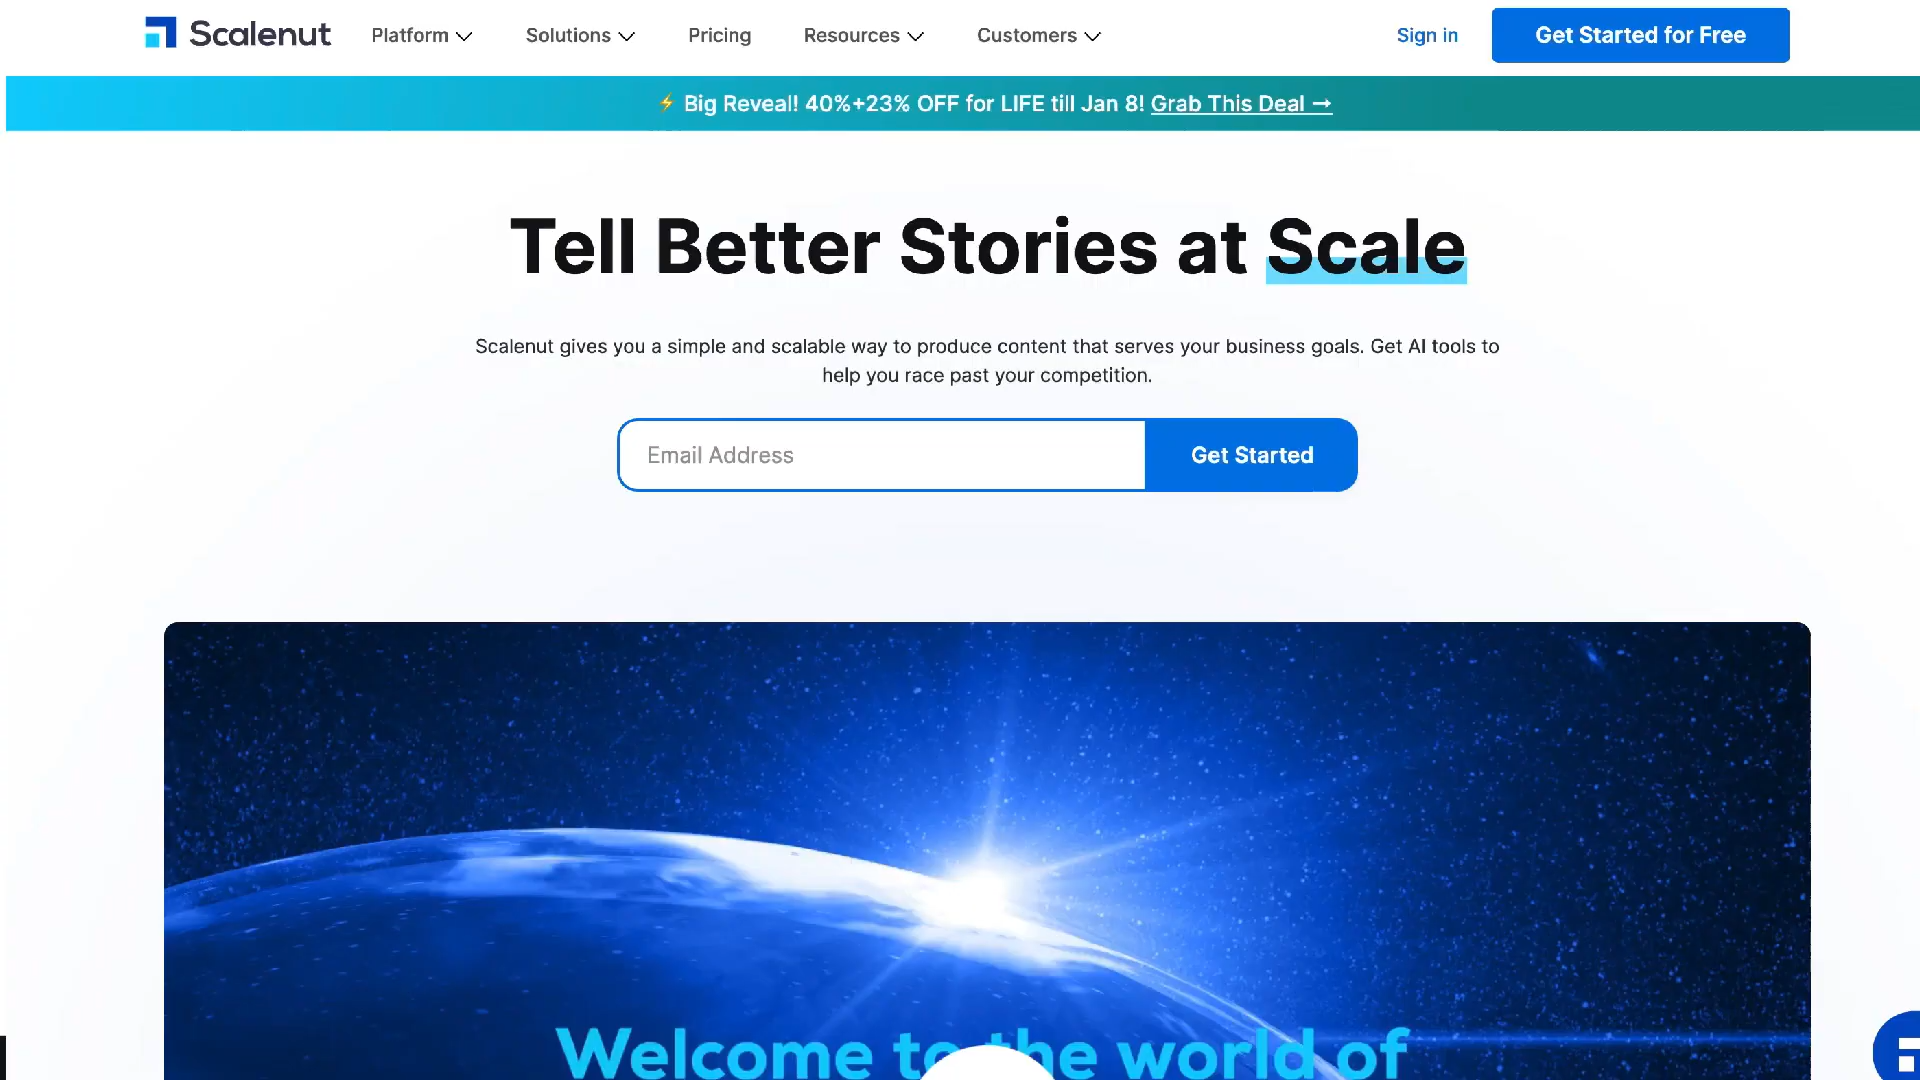 Scalenut
Platform
Solutions
Pricing
Resources
Customers
Sign in
Get Started for Free
⚡ Big Reveal! 40%+23% OFF for LIFE till Jan 8! Grab This Deal →
Tell Better Stories at Scale
Scalenut gives you a simple and scalable way to produce content that serves your business goals. Get AI tools to
help you race past your competition.
Email Address
Get Started
Welcome to the world of